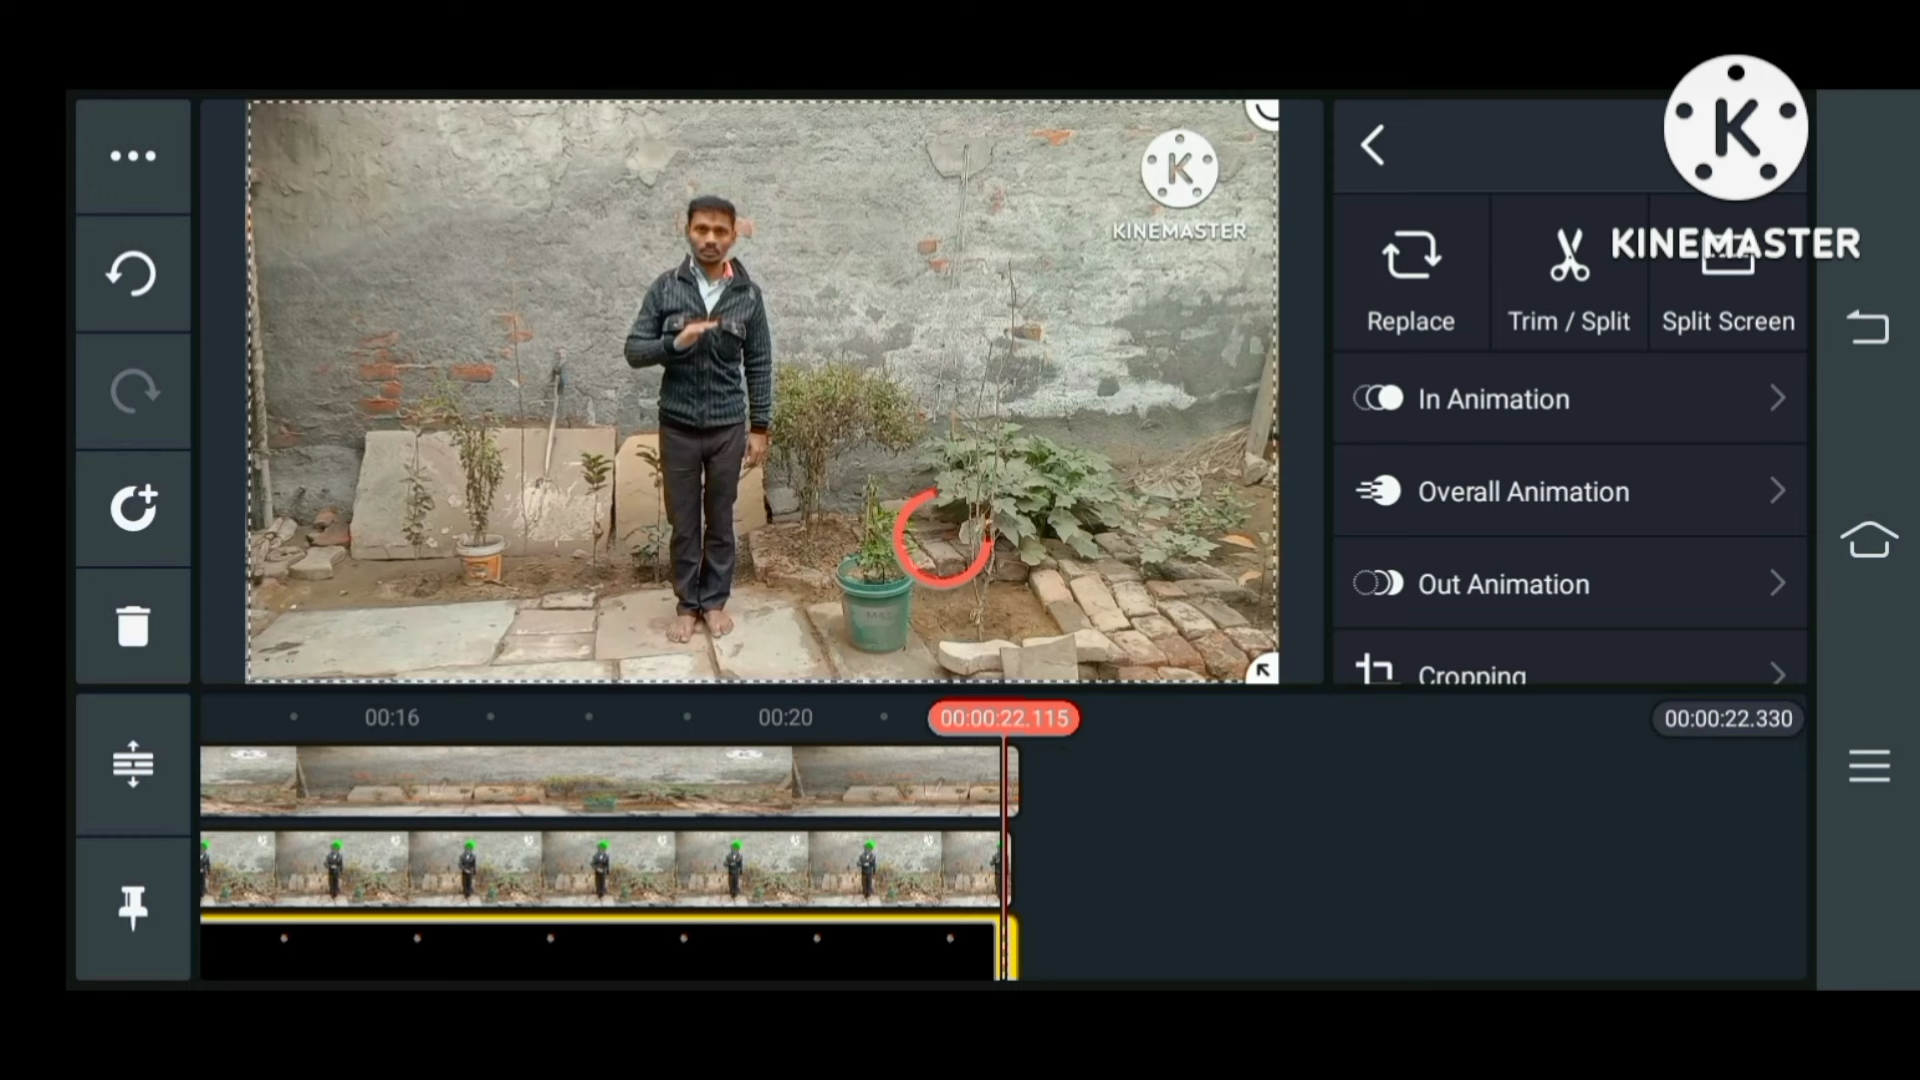 K
KINEMASTER
K
KINEMASTER
Replace
Trim / Split
Split Screen
In Animation
Overall Animation
Out Animation
Cropping
00:16
00:20
00:00:22.115
00:00:22.330